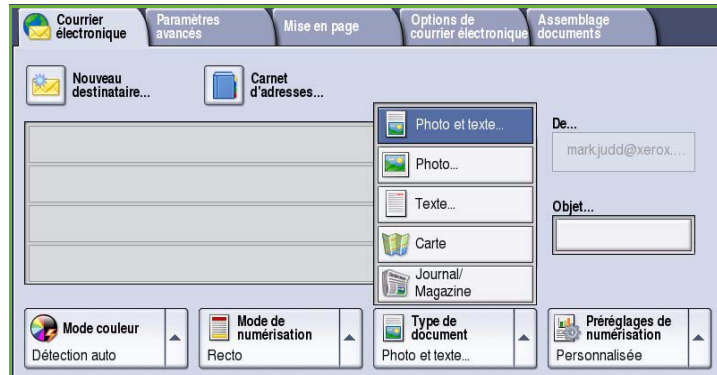 Courrier
électronique
Paramètres
avancés
Mise en page
Options de
courrier électronique
Assemblage
documents
Nouveau
destinataire...
Carnet
d'adresses...
Photo et texte...
Photo...
Texte...
Carte
Journal/
Magazine
De...
mark.judd@xerox....
Objet...
Mode couleur
Détection auto
Mode de
numérisation
Recto
Type de
document
Photo et texte...
Préréglages de
numérisation
Personnalisée